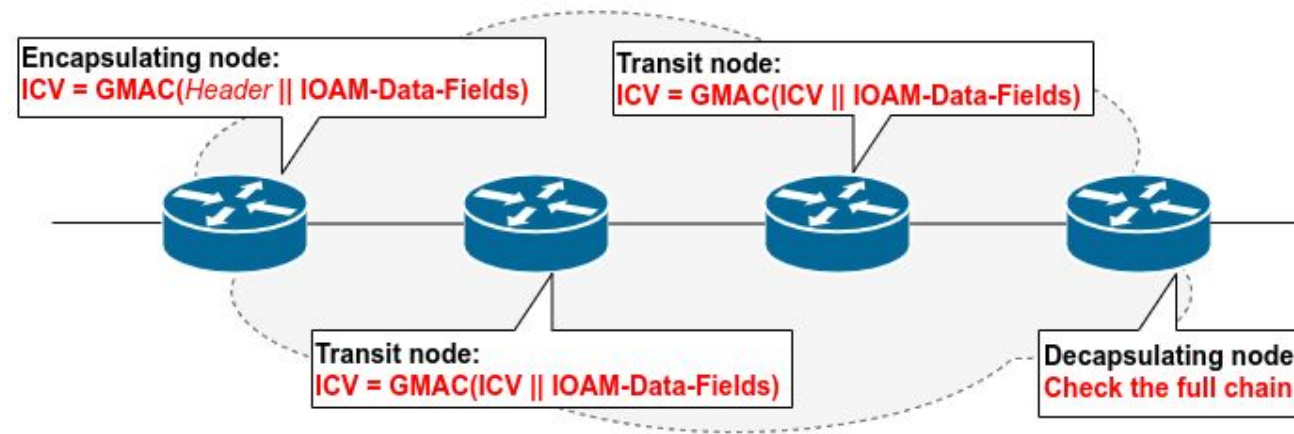 Encapsulating node:
ICV = GMAC(Header || IOAM-Data-Fields)
Transit node:
ICV = GMAC(ICV || IOAM-Data-Fields)
Transit node:
ICV = GMAC(ICV || IOAM-Data-Fields)
Decapsulating node
Check the full chain